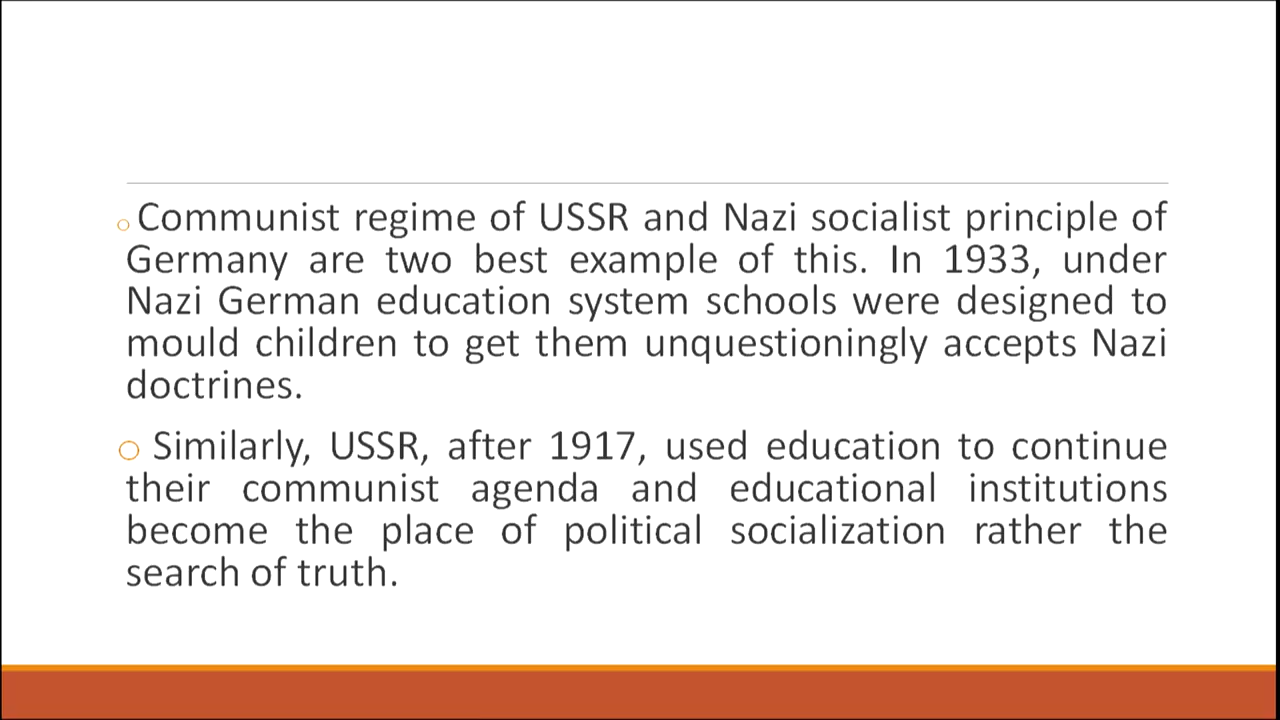 Communist regime of USSR and Nazi socialist principle of
Germany are two best example of this. In 1933, under
Nazi German education system schools were designed to
mould children to get them unquestioningly accepts Nazi
doctrines.
Similarly, USSR, after 1917, used education to continue
their communist agenda and educational institutions
become the place of political socialization rather the
search of truth.